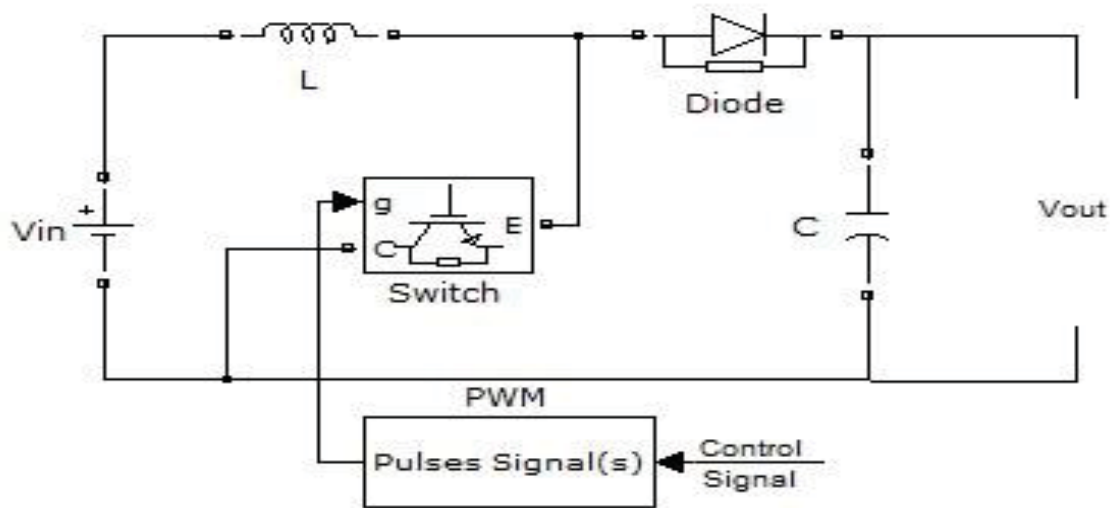 L
Diode
+
Vin
g
E
C
Switch
C
Vout
PWM
Pulses Signal(s)
Control
Signal